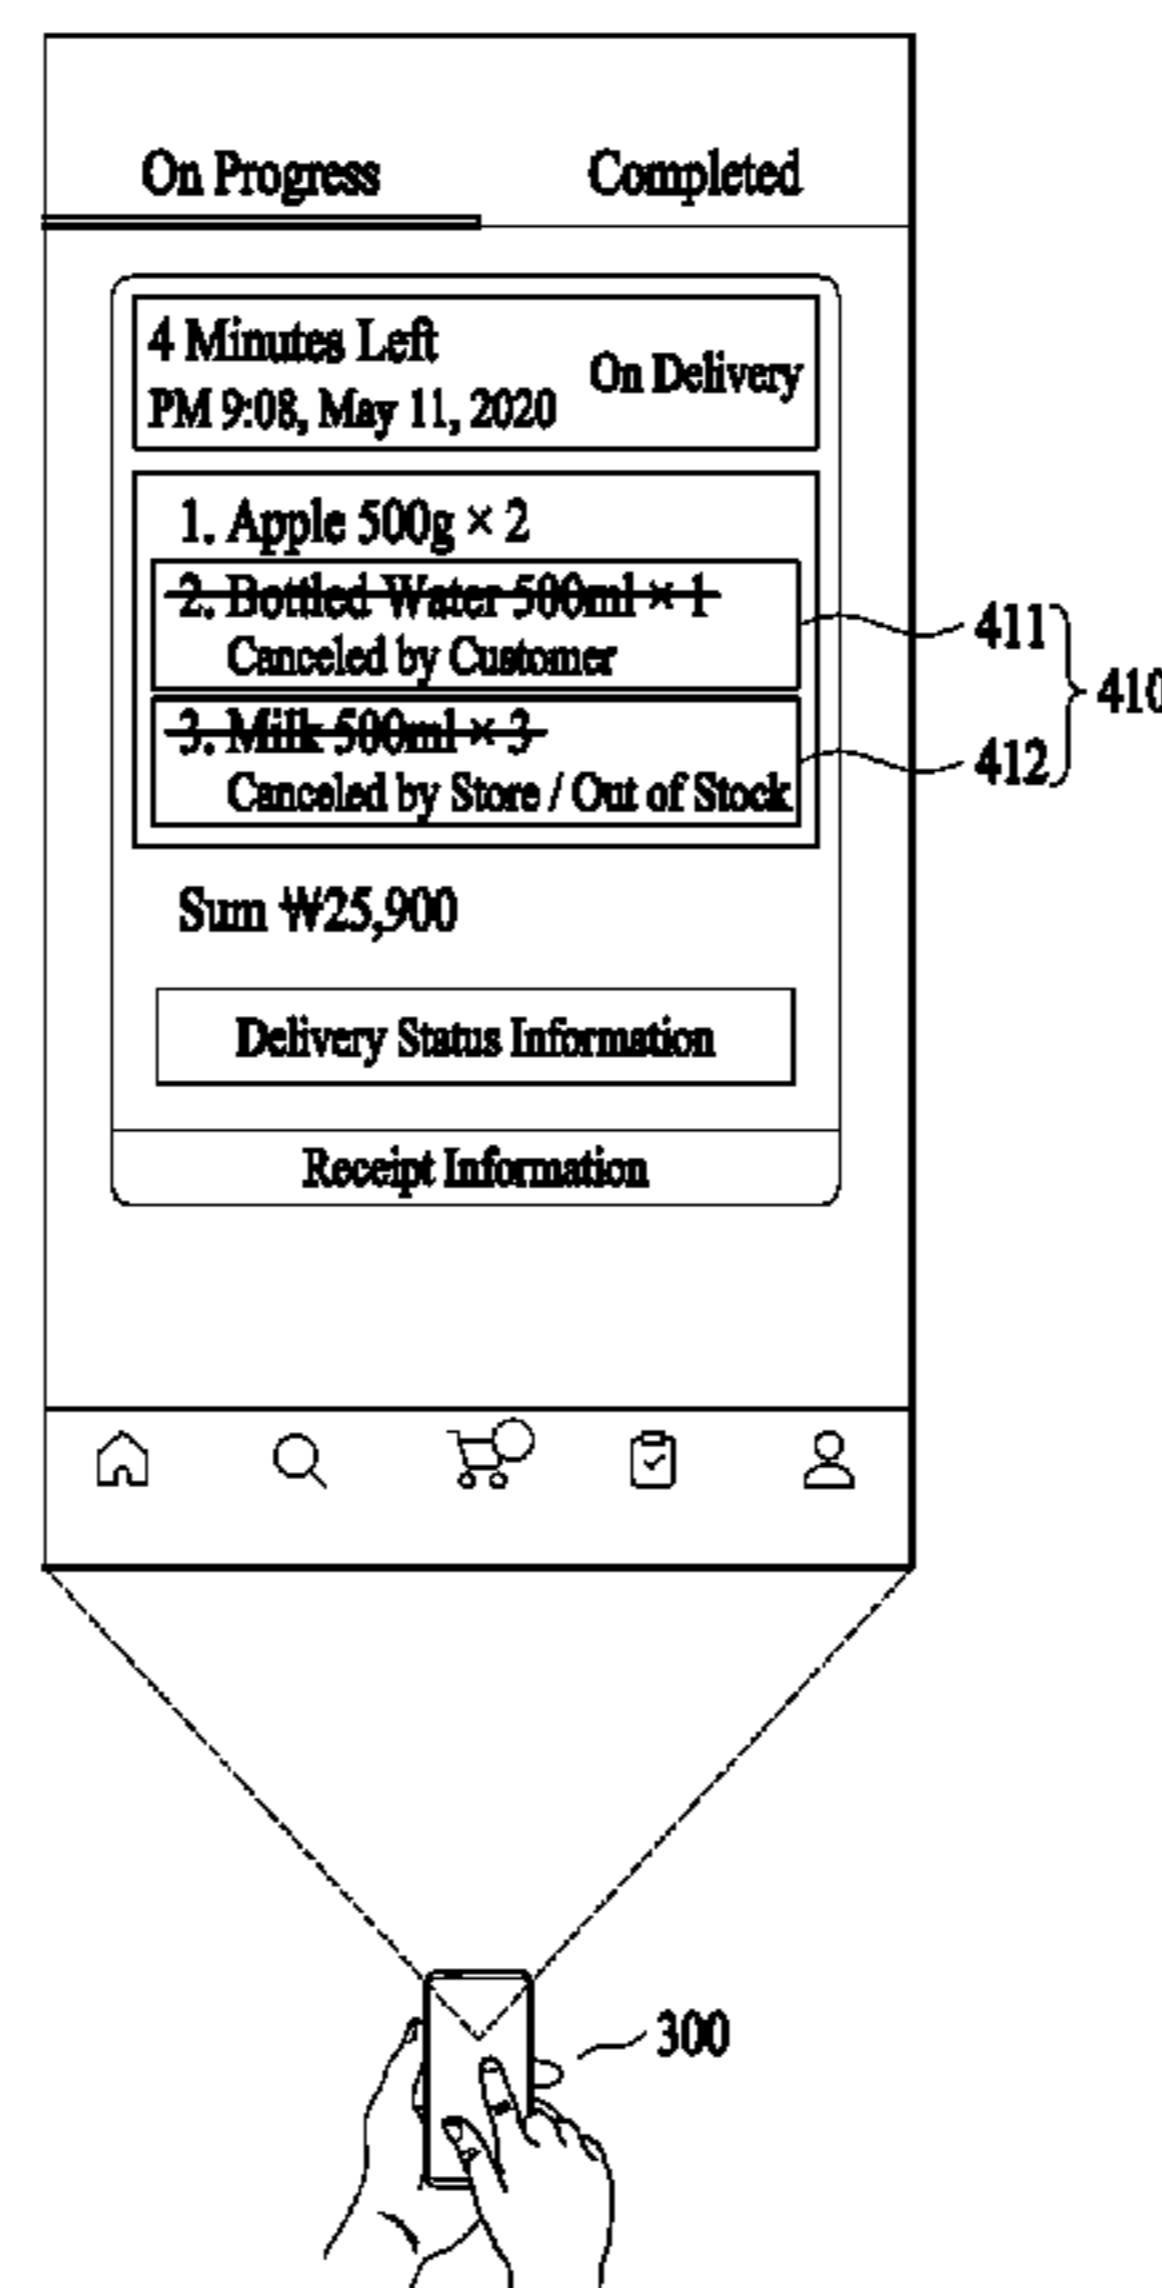 On Progress
Completed
4 Minutes Left
On Delivery
PM 9:08, May 11, 2020
1. Apple 500g × 2
2. Bottled Water 500ml × 1
Canceled by Customer
411
410
3. Milk 500ml × 3
412
Canceled by Store / Out of Stock
Sum ₩25,900
Delivery Status Information
Receipt Information
300